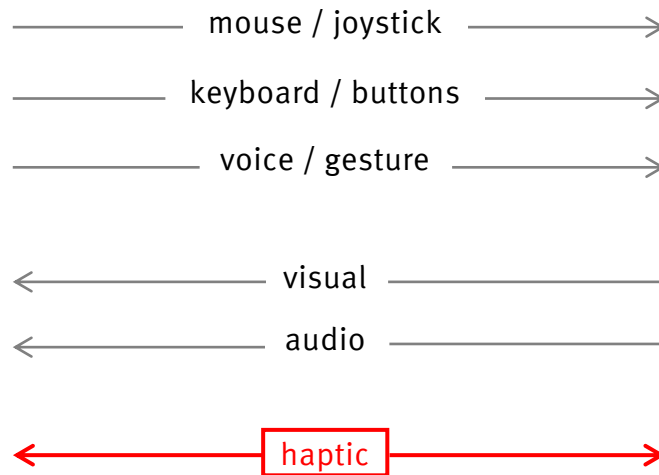 mouse / joystick
keyboard / buttons
voice / gesture
visual
audio
haptic